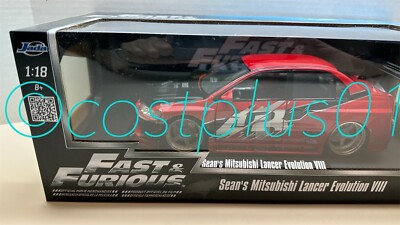 Jada
TOYS
1:18
8+
FAST &
FURIOUS
Sean's Mitsubishi Lancer Evolution VIII
©costplus01
FAST &
FURIOUS
Sean's Mitsubishi Lancer Evolution VIII